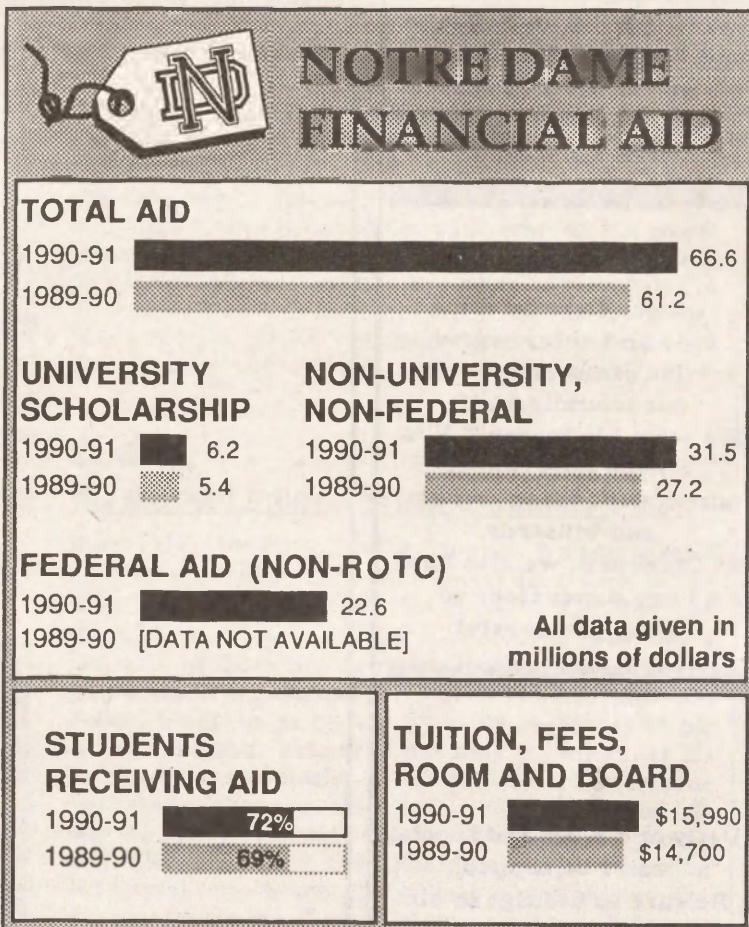 ND
NOTRE DAME
FINANCIAL AID
TOTAL AID
1990-91 66.6
1989-90 61.2
UNIVERSITY
SCHOLARSHIP
1990-91 6.2
1989-90 5.4
NON-UNIVERSITY,
NON-FEDERAL
1990-91 31.5
1989-90 27.2
FEDERAL AID (NON-ROTC)
1990-91 22.6
1989-90 [DATA NOT AVAILABLE]
All data given in
millions of dollars
STUDENTS
RECEIVING AID
1990-91 72%
1989-90 69%
TUITION, FEES,
ROOM AND BOARD
1990-91 $15,990
1989-90 $14,700